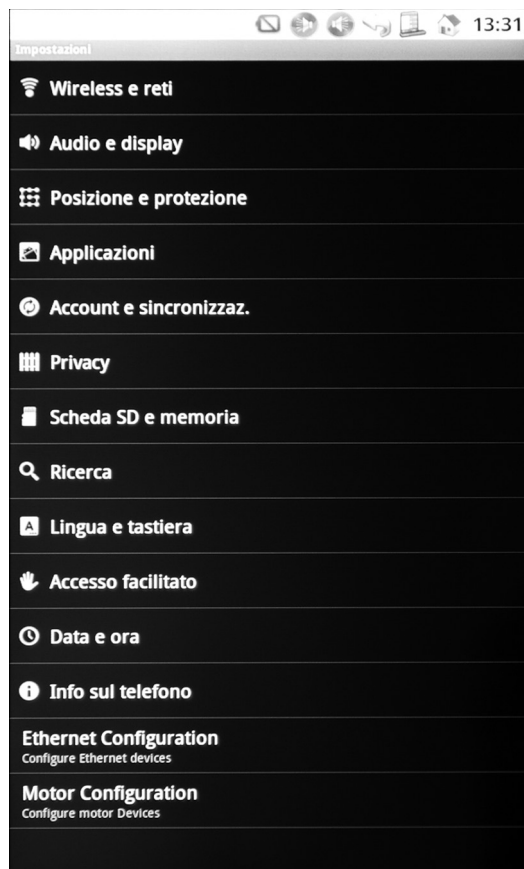 13:31
Impostazioni
Wireless e reti
Audio e display
Posizione e protezione
Applicazioni
Account e sincronizzaz.
Privacy
Scheda SD e memoria
Ricerca
A Lingua e tastiera
Accesso facilitato
Data e ora
Info sul telefono
Ethernet Configuration
Configure Ethernet devices
Motor Configuration
Configure motor Devices